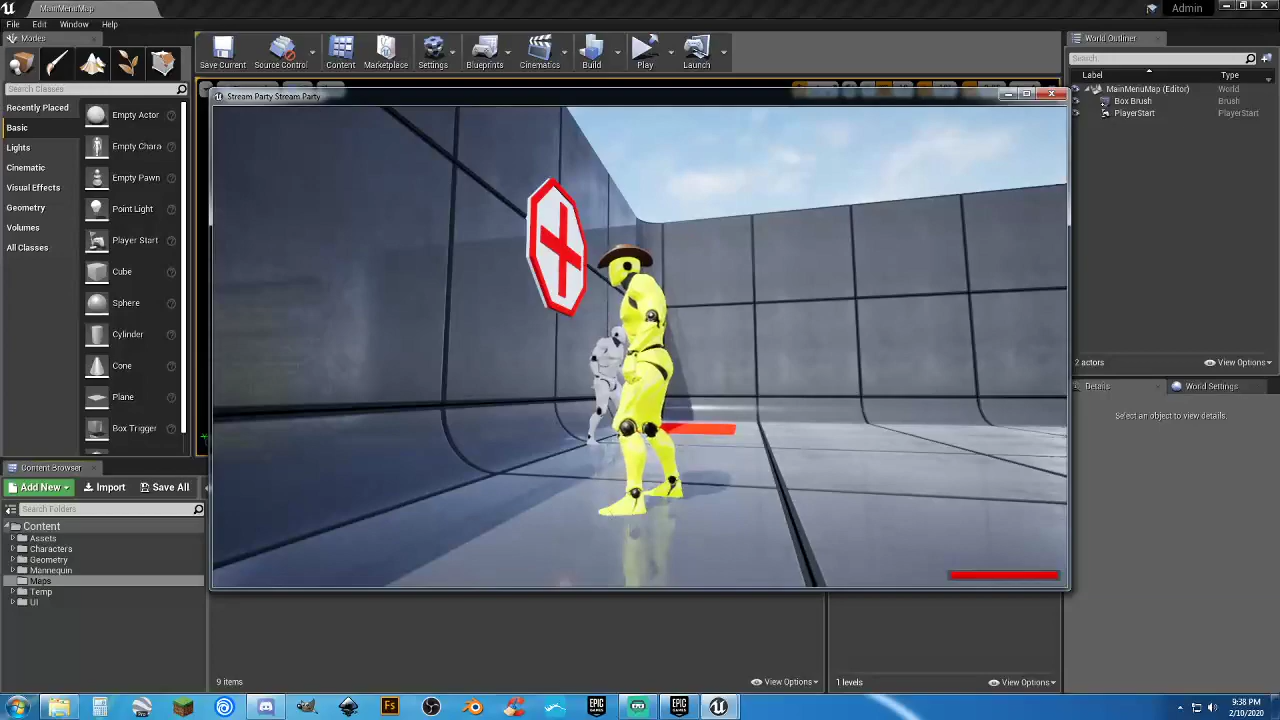 MainMenuMap
Admin
File Edit Window Help
Modes
Search Classes
Recently Placed
Basic
Lights
Cinematic
Visual Effects
Geometry
Volumes
All Classes
Empty Actor
Empty Chara
Empty Pawn
Point Light
Player Start
Cube
Sphere
Cylinder
Cone
Plane
Box Trigger
Save Current Source Control Content Marketplace Settings Blueprints Cinematics Build Play Launch
Stream Party Stream Party
World Outliner
Search
Label Type
MainMenuMap (Editor) World
Box Brush Brush
PlayerStart PlayerStart
2 actors View Options
Details World Settings
Select an object to view details.
Content Browser
Add New Import Save All
Search Folders
Content
Assets
Characters
Geometry
Mannequin
Maps
Temp
UI
9 items View Options
1 levels View Options
Fs
EPIC GAMES
EPIC GAMES
9:38 PM
2/10/2020